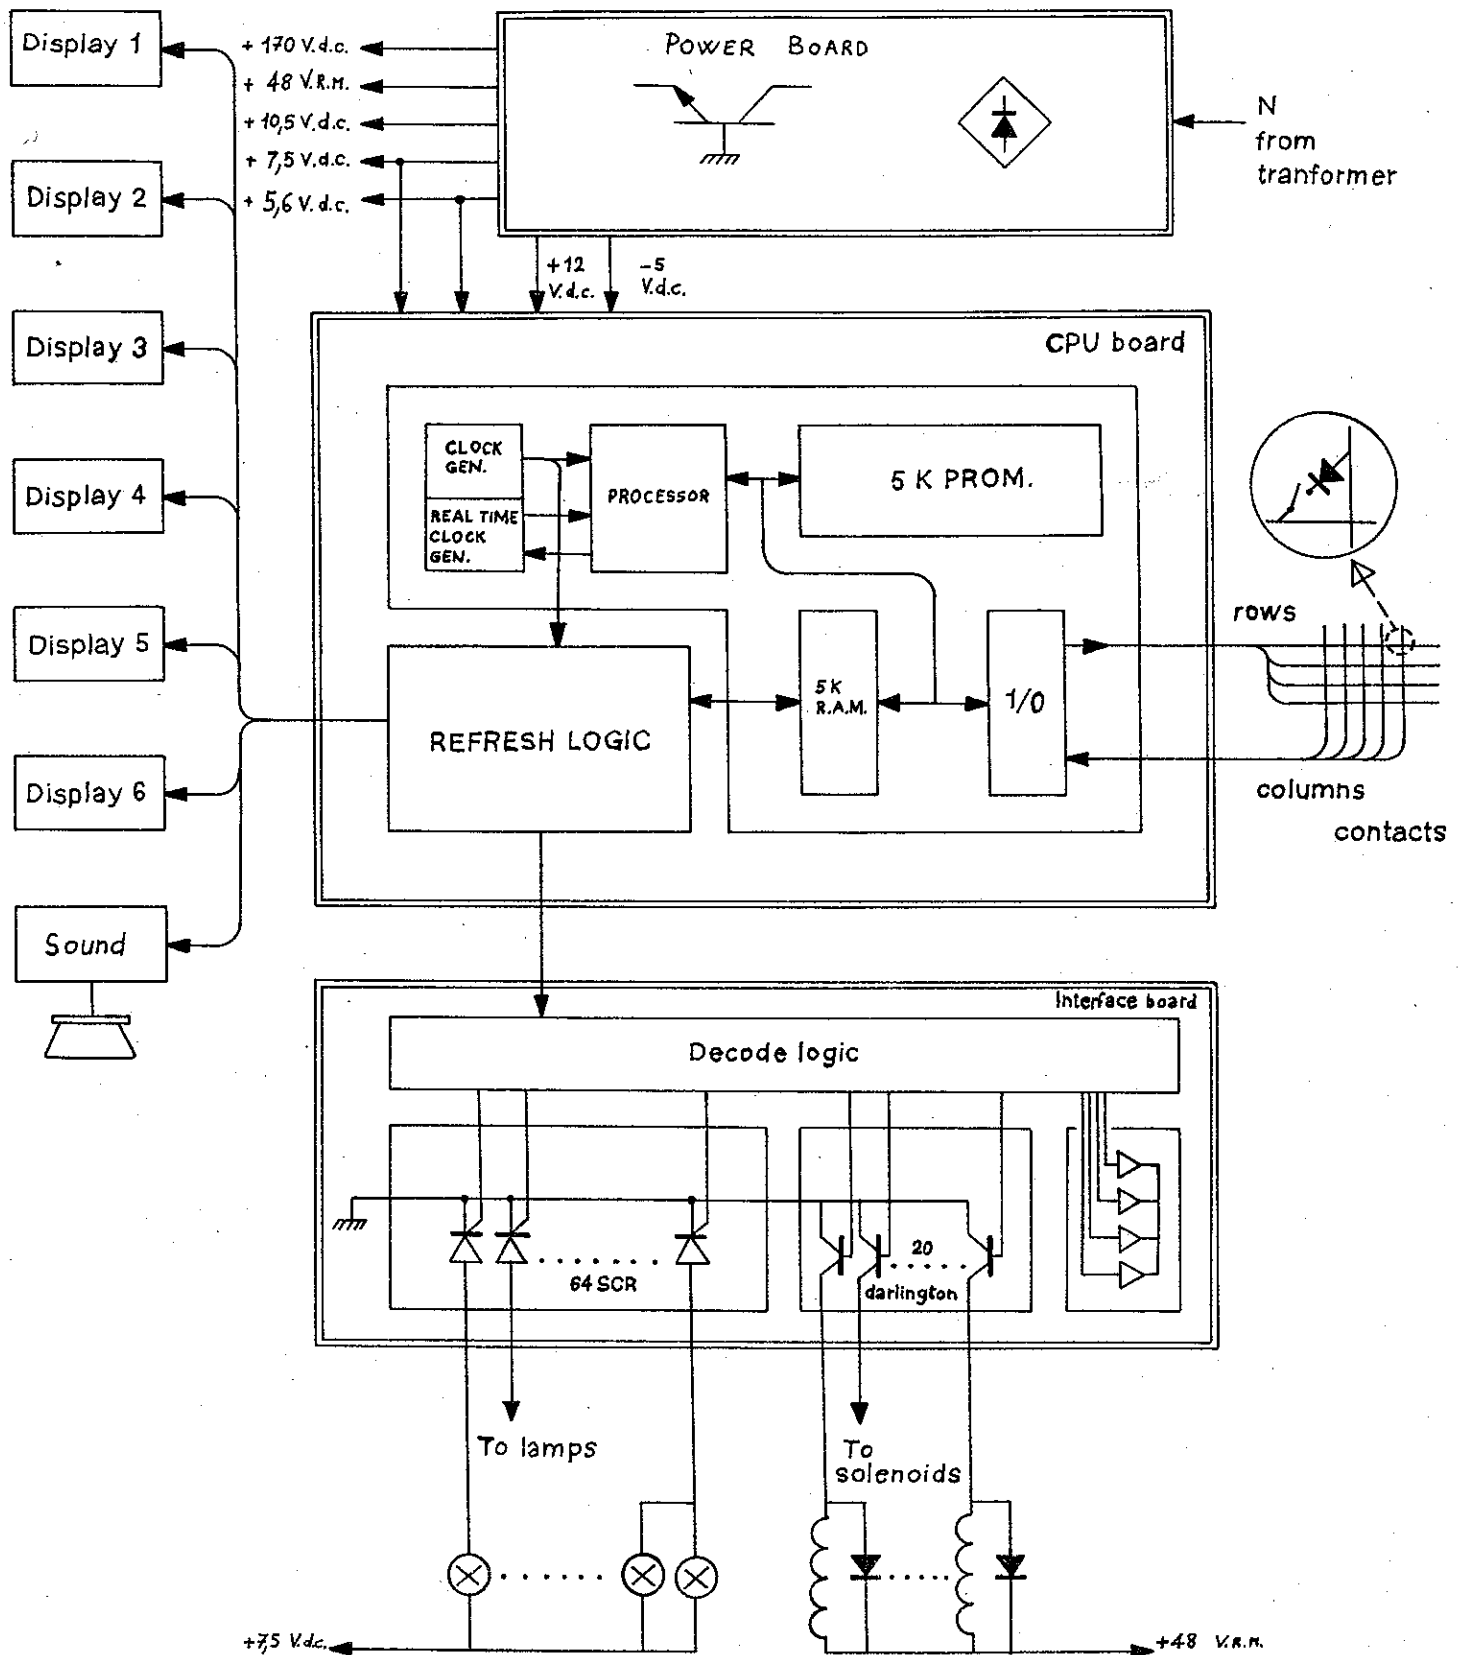 Display 1
Display 2
Display 3
Display 4
Display 5
Display 6
Sound
+ 170 V.d.c.
+ 48 V.R.M.
+ 10,5 V.d.c.
+ 7,5 V.d.c.
+ 5,6 V.d.c.
POWER BOARD
N
from
tranformer
+12
V.d.c.
-5
V.d.c.
CPU board
CLOCK
GEN.
REAL TIME
CLOCK
GEN.
PROCESSOR
5 K PROM.
REFRESH LOGIC
5K
R.A.M.
1/0
rows
columns
contacts
Interface board
Decode logic
64 SCR
20
darlington
To lamps
To
solenoids
+7,5 V.d.c.
+48 V.R.M.